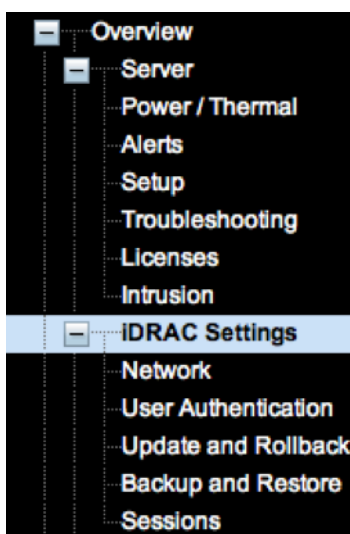 Overview
Server
Power / Thermal
Alerts
Setup
Troubleshooting
Licenses
Intrusion
iDRAC Settings
Network
User Authentication
Update and Rollback
Backup and Restore
Sessions